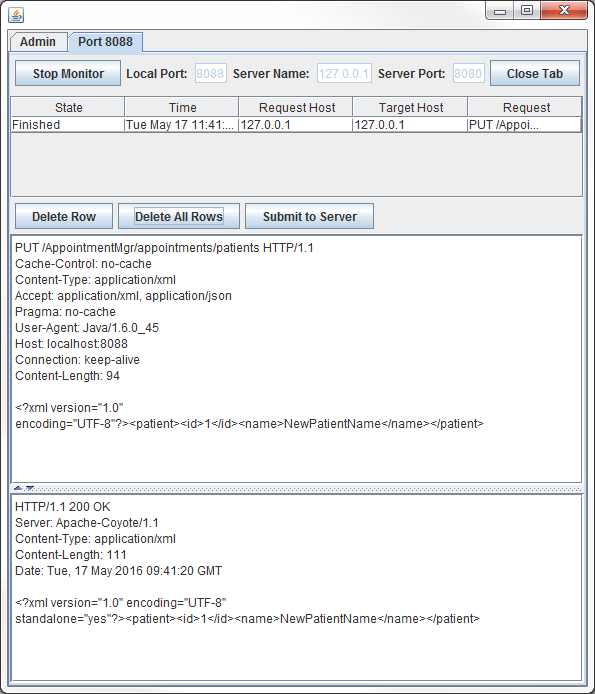 Admin
Port 8088
Stop Monitor
Local Port:
8088
Server Name:
127.0.0.1
Server Port:
8080
Close Tab
State
Time
Request Host
Target Host
Request
Finished
Tue May 17 11:41:...
127.0.0.1
127.0.0.1
PUT /Appoi...
Delete Row
Delete All Rows
Submit to Server
PUT /AppointmentMgr/appointments/patients HTTP/1.1
Cache-Control: no-cache
Content-Type: application/xml
Accept: application/xml, application/json
Pragma: no-cache
User-Agent: Java/1.6.0_45
Host: localhost:8088
Connection: keep-alive
Content-Length: 94
<?xml version="1.0"
encoding="UTF-8"?><patient><id>1</id><name>NewPatientName</name></patient>
HTTP/1.1 200 OK
Server: Apache-Coyote/1.1
Content-Type: application/xml
Content-Length: 111
Date: Tue, 17 May 2016 09:41:20 GMT
<?xml version="1.0" encoding="UTF-8"
standalone="yes"?><patient><id>1</id><name>NewPatientName</name></patient>